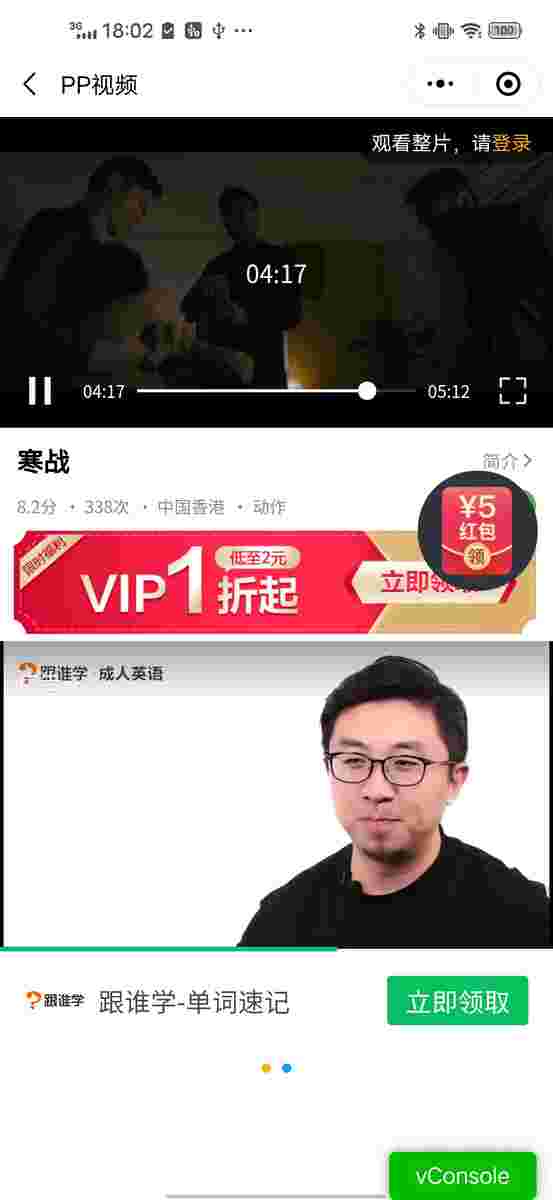 3G 18:02 100
PP视频
观看整片，请登录
04:17
04:17 05:12
寒战
简介
8.2分 · 338次 · 中国香港 · 动作
¥5
红包
领
限时福利
低至2元
VIP1折起
立即领取
跟谁学 成人英语
跟谁学 跟谁学-单词速记 立即领取
vConsole